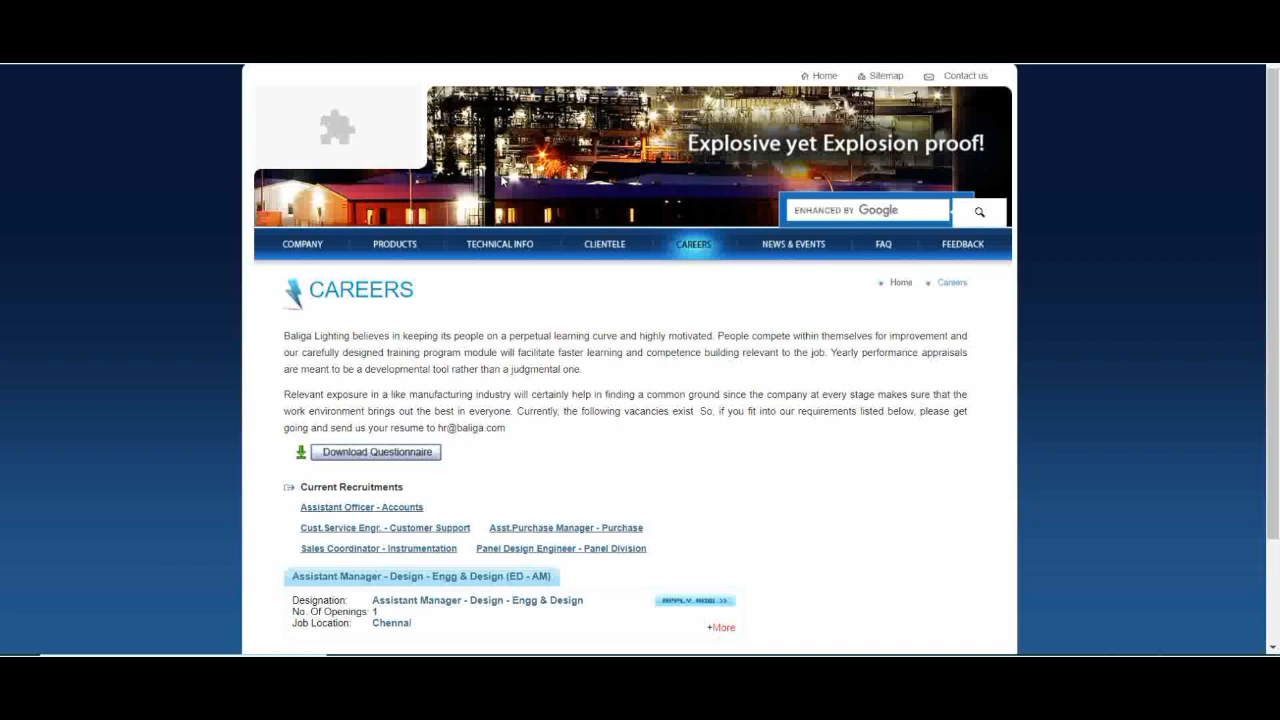 Home Sitemap Contact us
Explosive yet Explosion proof!
ENHANCED BY Google
COMPANY PRODUCTS TECHNICAL INFO CLIENTELE CAREERS NEWS & EVENTS FAQ FEEDBACK
CAREERS
Home Careers
Baliga Lighting believes in keeping its people on a perpetual learning curve and highly motivated. People compete within themselves for improvement and
our carefully designed training program module will facilitate faster learning and competence building relevant to the job. Yearly performance appraisals
are meant to be a developmental tool rather than a judgmental one.
Relevant exposure in a like manufacturing industry will certainly help in finding a common ground since the company at every stage makes sure that the
work environment brings out the best in everyone. Currently, the following vacancies exist So, if you fit into our requirements listed below, please get
going and send us your resume to hr@baliga.com
Download Questionnaire
Current Recruitments
Assistant Officer - Accounts
Cust.Service Engr. - Customer Support Asst.Purchase Manager - Purchase
Sales Coordinator - Instrumentation Panel Design Engineer - Panel Division
Assistant Manager - Design - Engg & Design (ED - AM)
Designation: Assistant Manager - Design - Engg & Design APPLY NOW >>
No. Of Openings: 1
Job Location: Chennai
+More